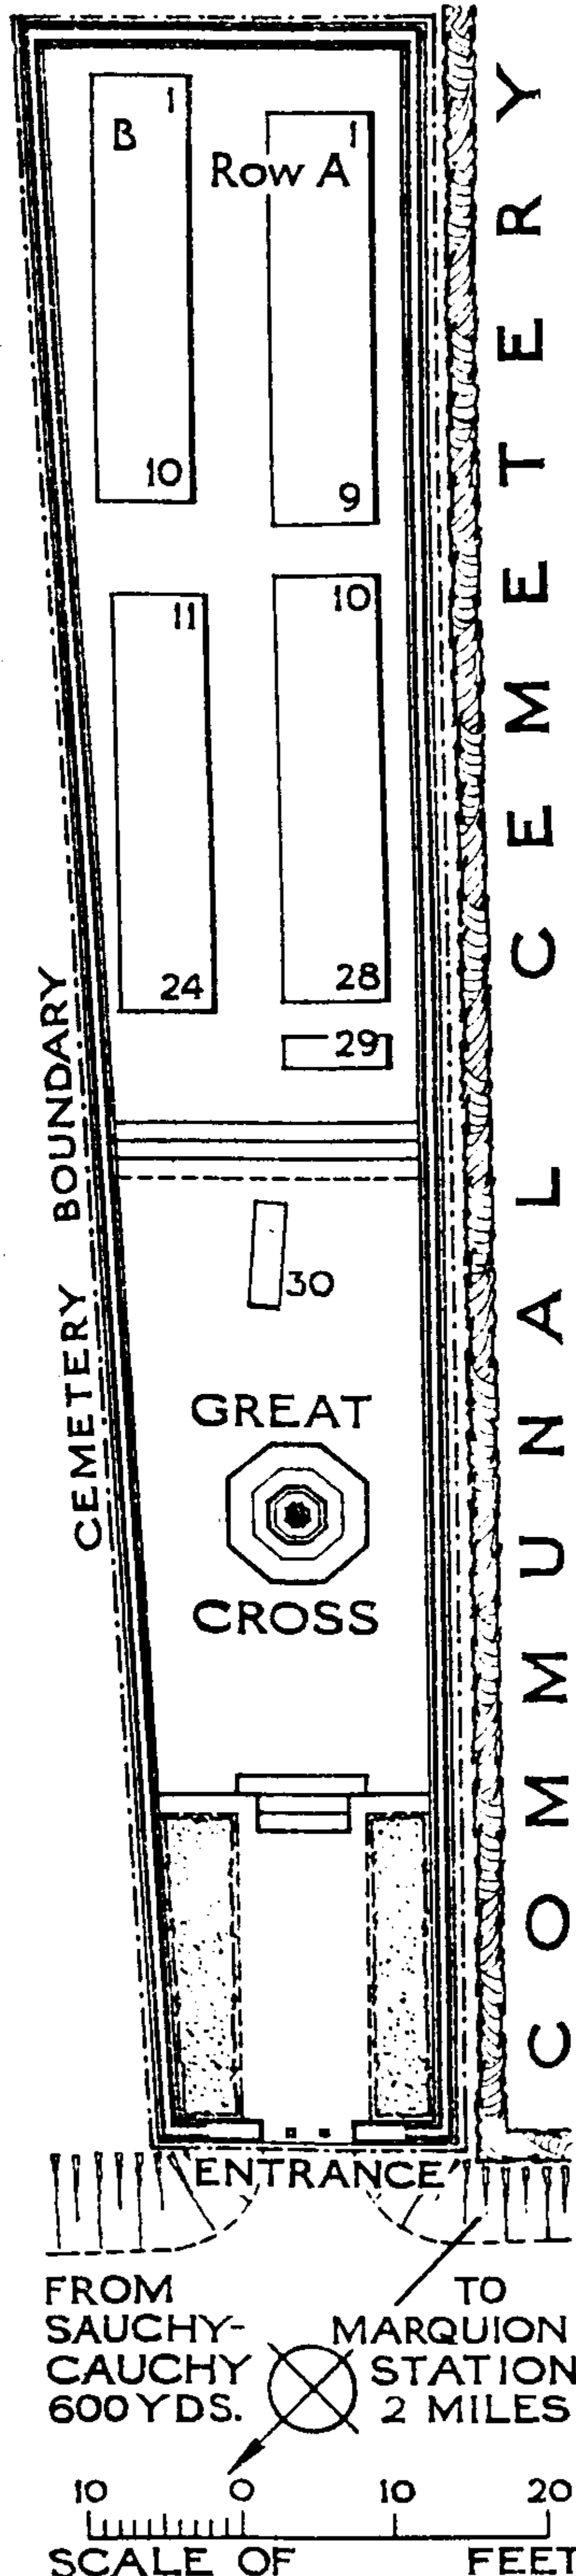 1
B
1
Row A
10
9
11
10
24
28
29
30
GREAT
CROSS
CEMETERY BOUNDARY
COMMUNAL CEMETERY
ENTRANCE
FROM
SAUCHY-
CAUCHY
600 YDS.
TO
MARQUION
STATION
2 MILES
10 0 10 20
SCALE OF FEET